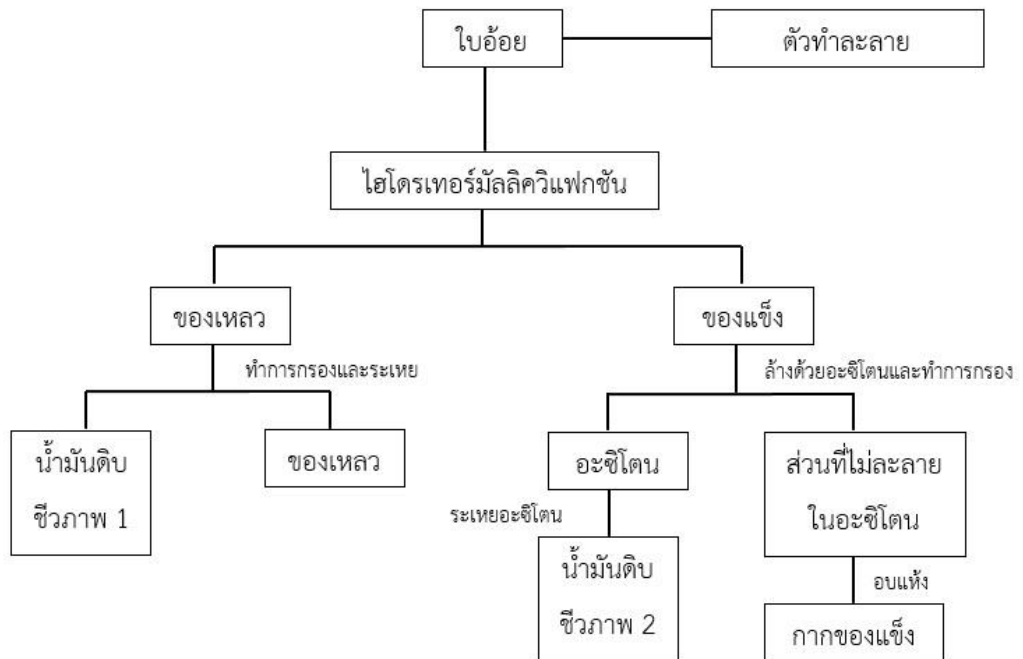 ใบอ้อย
ตัวทำละลาย
ไฮโดรเทอร์มัลลิควิแฟกชัน
ของเหลว
ของแข็ง
ทำการกรองและระเหย
ล้างด้วยอะซิโตนและทำการกรอง
น้ำมันดิบ
ชีวภาพ 1
ของเหลว
อะซิโตน
ส่วนที่ไม่ละลาย
ในอะซิโตน
ระเหยอะซิโตน
น้ำมันดิบ
ชีวภาพ 2
อบแห้ง
กากของแข็ง